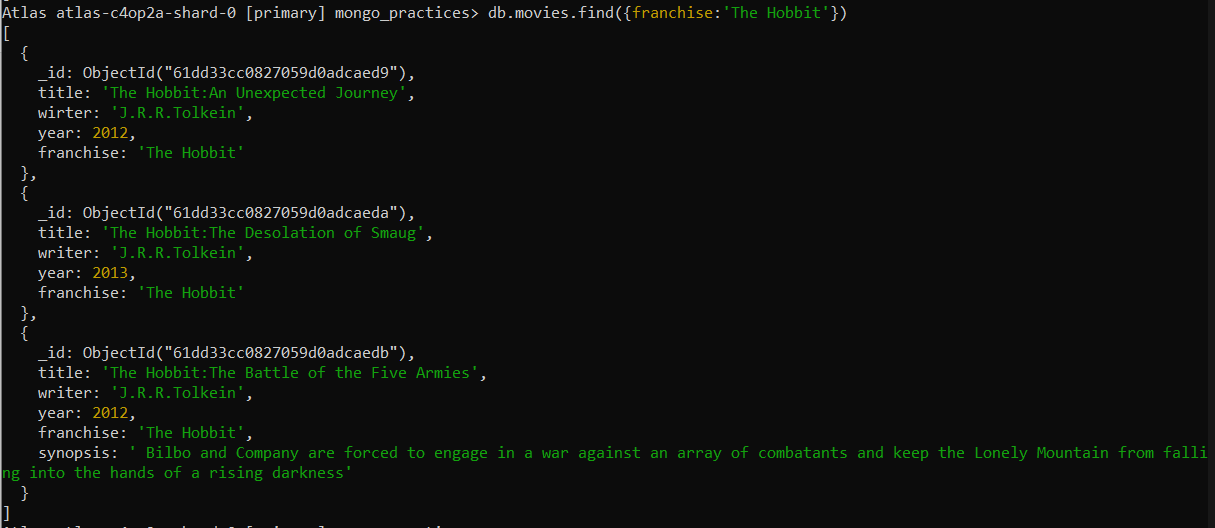 Atlas atlas-c4op2a-shard-0 [primary] mongo_practices> db.movies.find({franchise:'The Hobbit'})
[
  {
    _id: ObjectId("61dd33cc0827059d0adcaed9"),
    title: 'The Hobbit:An Unexpected Journey',
    wirter: 'J.R.R.Tolkein',
    year: 2012,
    franchise: 'The Hobbit'
  },
  {
    _id: ObjectId("61dd33cc0827059d0adcaeda"),
    title: 'The Hobbit:The Desolation of Smaug',
    writer: 'J.R.R.Tolkein',
    year: 2013,
    franchise: 'The Hobbit'
  },
  {
    _id: ObjectId("61dd33cc0827059d0adcaedb"),
    title: 'The Hobbit:The Battle of the Five Armies',
    writer: 'J.R.R.Tolkein',
    year: 2012,
    franchise: 'The Hobbit',
    synopsis: ' Bilbo and Company are forced to engage in a war against an array of combatants and keep the Lonely Mountain from falli
ng into the hands of a rising darkness'
  }
]